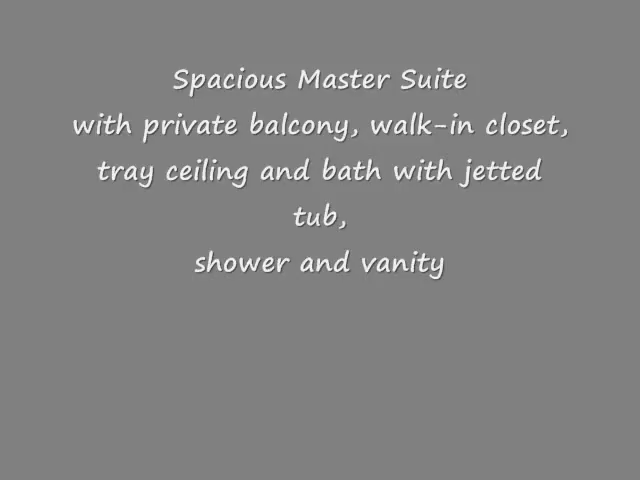 Spacious Master Suite
with private balcony, walk-in closet,
tray ceiling and bath with jetted
tub,
shower and vanity